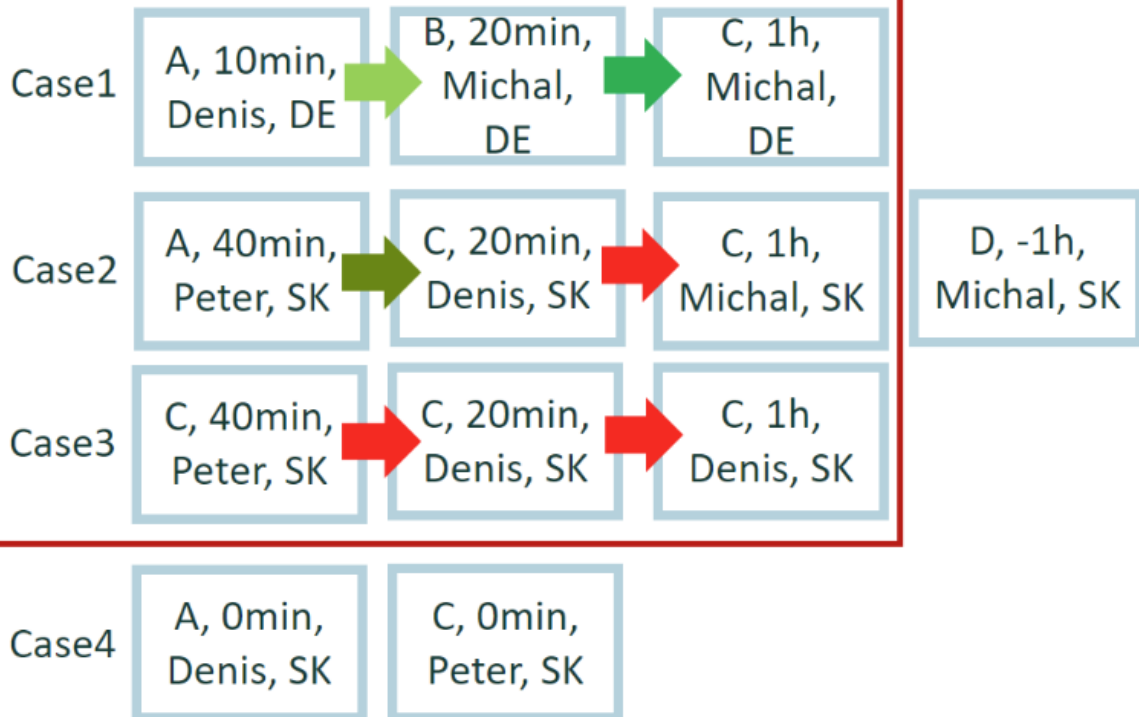 Case1
A, 10min,
Denis, DE
B, 20min,
Michal,
DE
C, 1h,
Michal,
DE
Case2
A, 40min,
Peter, SK
C, 20min,
Denis, SK
C, 1h,
Michal, SK
D, -1h,
Michal, SK
Case3
C, 40min,
Peter, SK
C, 20min,
Denis, SK
C, 1h,
Denis, SK
Case4
A, 0min,
Denis, SK
C, 0min,
Peter, SK